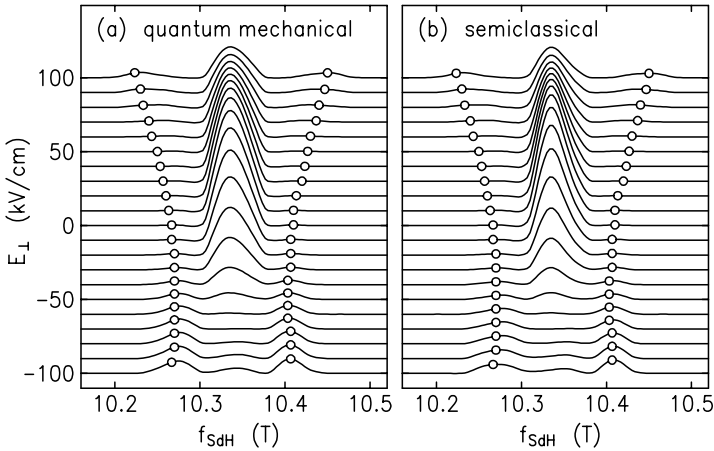 (a) quantum mechanical
(b) semiclassical
E⊥ (kV/cm)
100
50
0
−50
−100
10.2 10.3 10.4 10.5
10.2 10.3 10.4 10.5
fSdH (T)
fSdH (T)